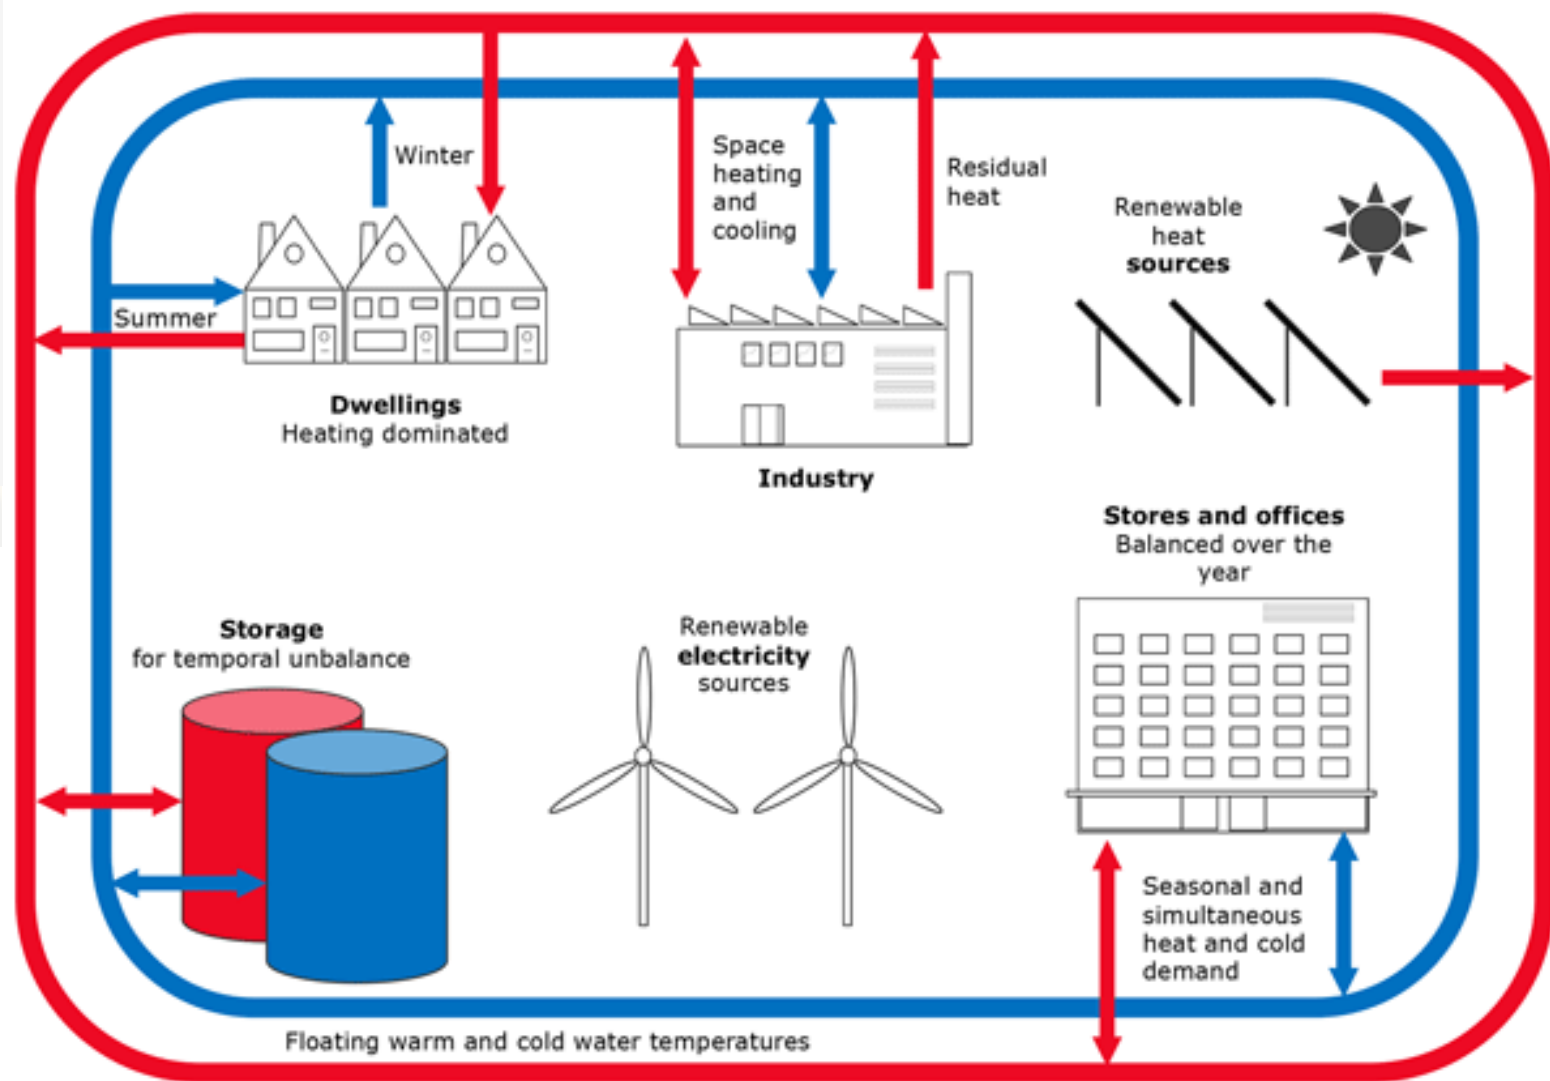 Winter
Space
heating
and
cooling
Residual
heat
Renewable
heat
sources
Summer
Dwellings
Heating dominated
Industry
Stores and offices
Balanced over the
year
Storage
for temporal unbalance
Renewable
electricity
sources
Seasonal and
simultaneous
heat and cold
demand
Floating warm and cold water temperatures